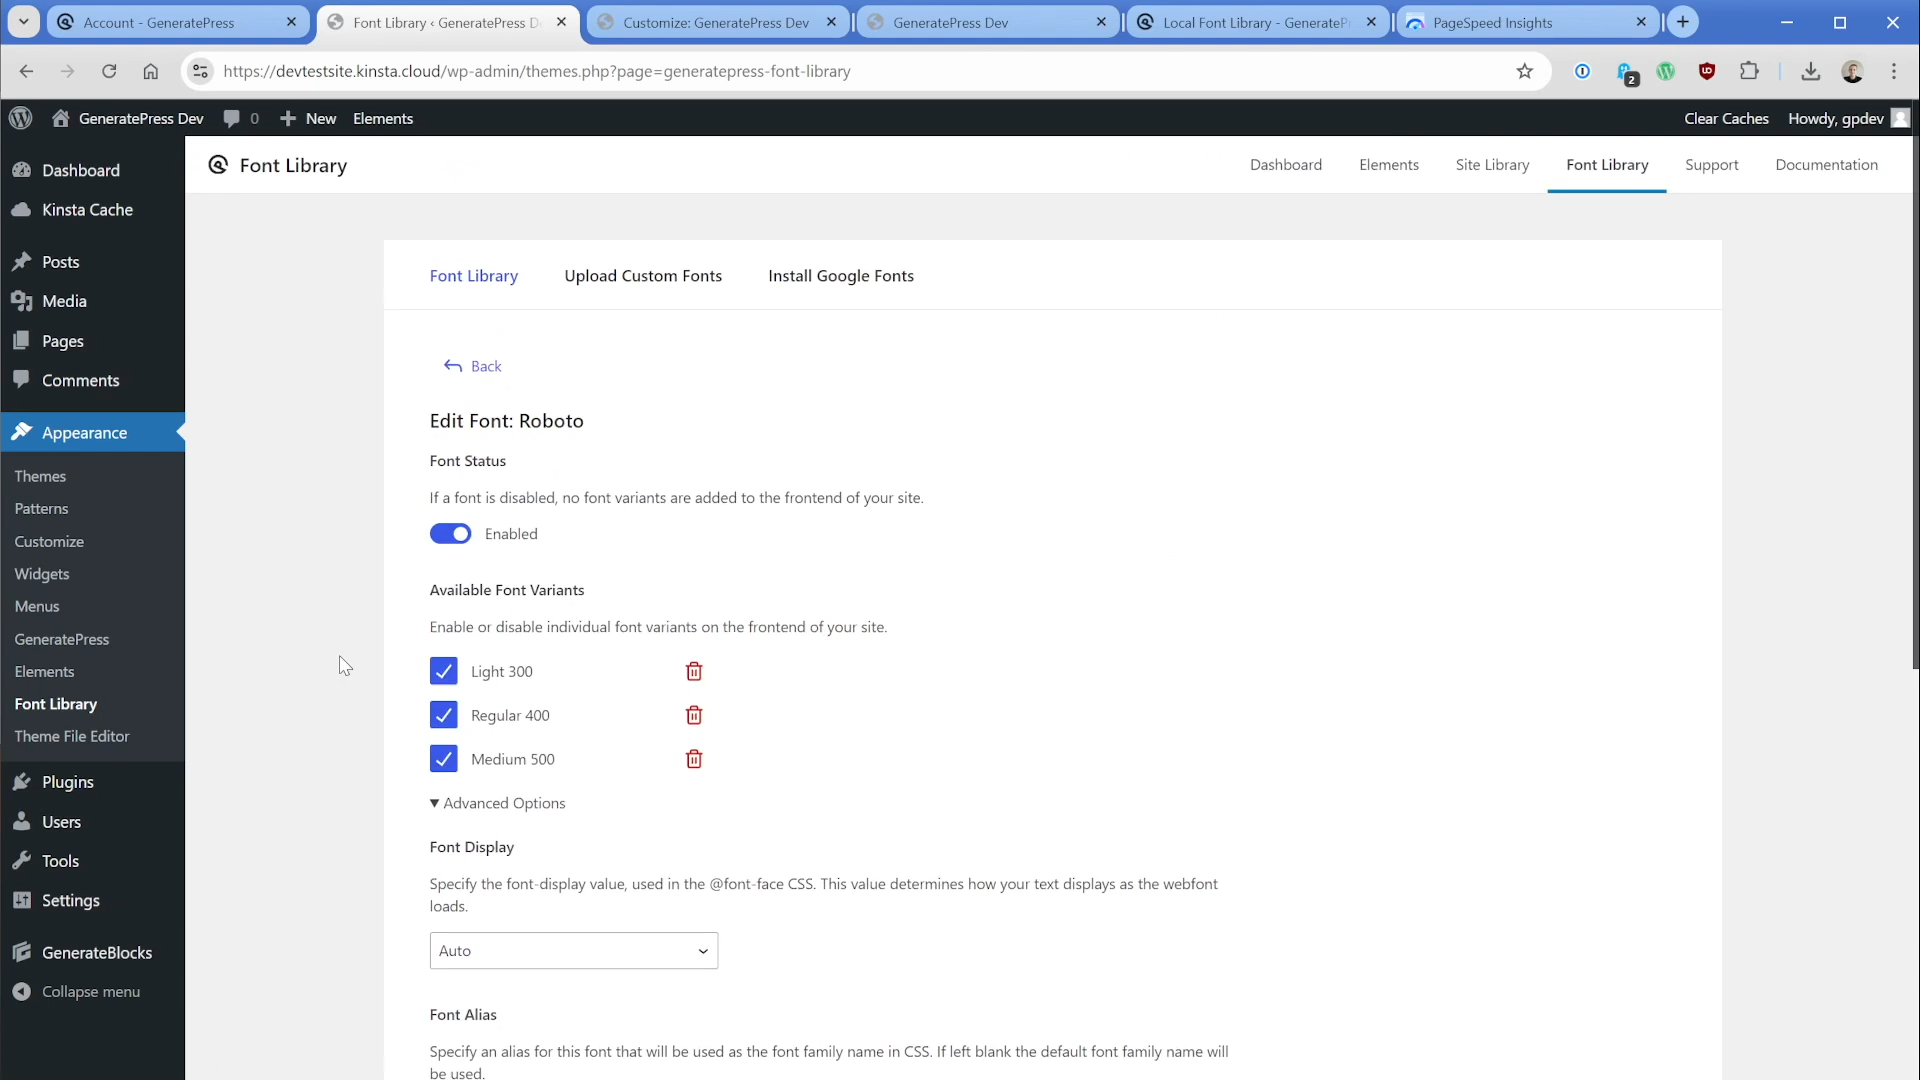 Account - GeneratePress
Font Library ‹ GeneratePress D
Customize: GeneratePress Dev
GeneratePress Dev
Local Font Library - GenerateP
PageSpeed Insights
https://devtestsite.kinsta.cloud/wp-admin/themes.php?page=generatepress-font-library
2
GeneratePress Dev
0
New
Elements
Clear Caches
Howdy, gpdev
Dashboard
Kinsta Cache
Posts
Media
Pages
Comments
Appearance
Themes
Patterns
Customize
Widgets
Menus
GeneratePress
Elements
Font Library
Theme File Editor
Plugins
Users
Tools
Settings
GenerateBlocks
Collapse menu
Font Library
Dashboard
Elements
Site Library
Font Library
Support
Documentation
Font Library
Upload Custom Fonts
Install Google Fonts
Back
Edit Font: Roboto
Font Status
If a font is disabled, no font variants are added to the frontend of your site.
Enabled
Available Font Variants
Enable or disable individual font variants on the frontend of your site.
Light 300
Regular 400
Medium 500
▼ Advanced Options
Font Display
Specify the font-display value, used in the @font-face CSS. This value determines how your text displays as the webfont
loads.
Auto
Font Alias
Specify an alias for this font that will be used as the font family name in CSS. If left blank the default font family name will
be used.